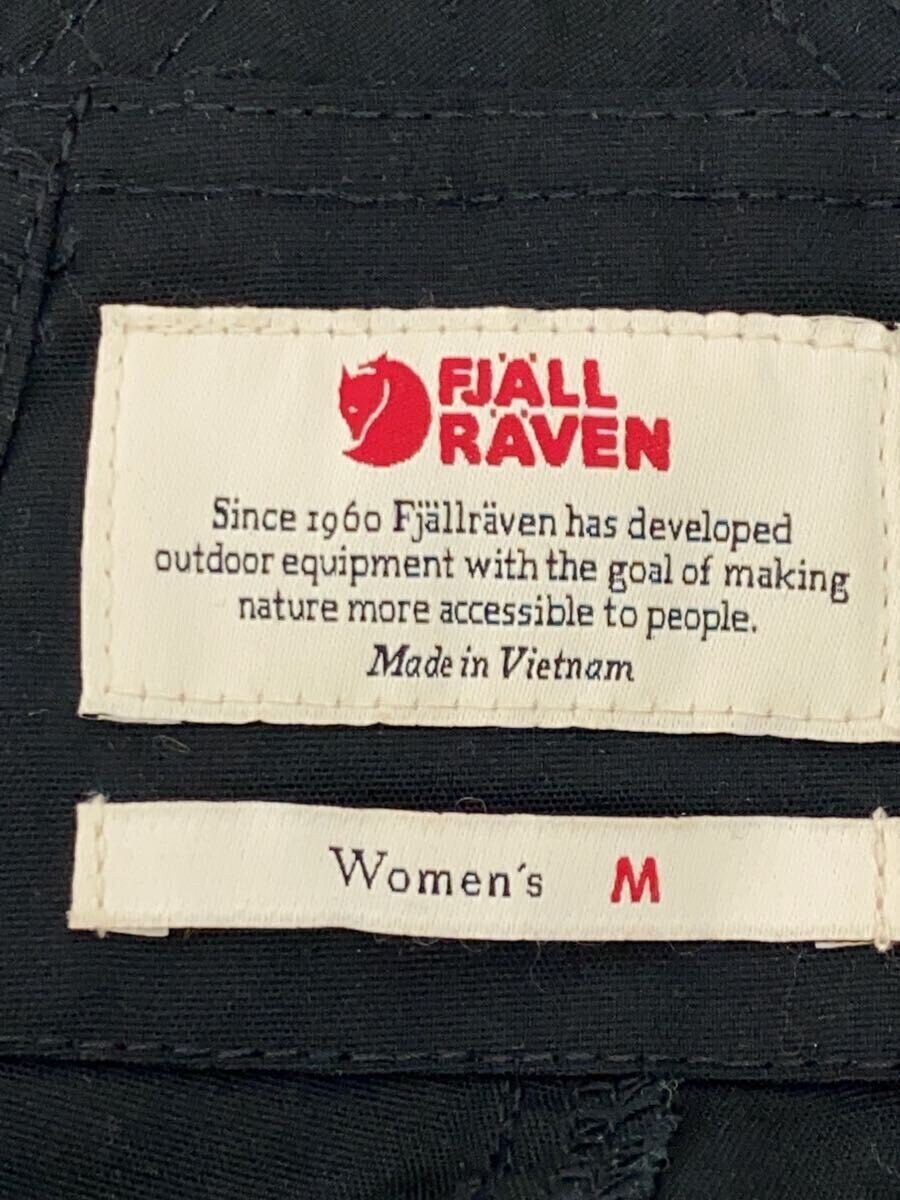 FJÄLL
RÄVEN
Since 1960 Fjällräven has developed
outdoor equipment with the goal of making
nature more accessible to people.
Made in Vietnam
Women´s M